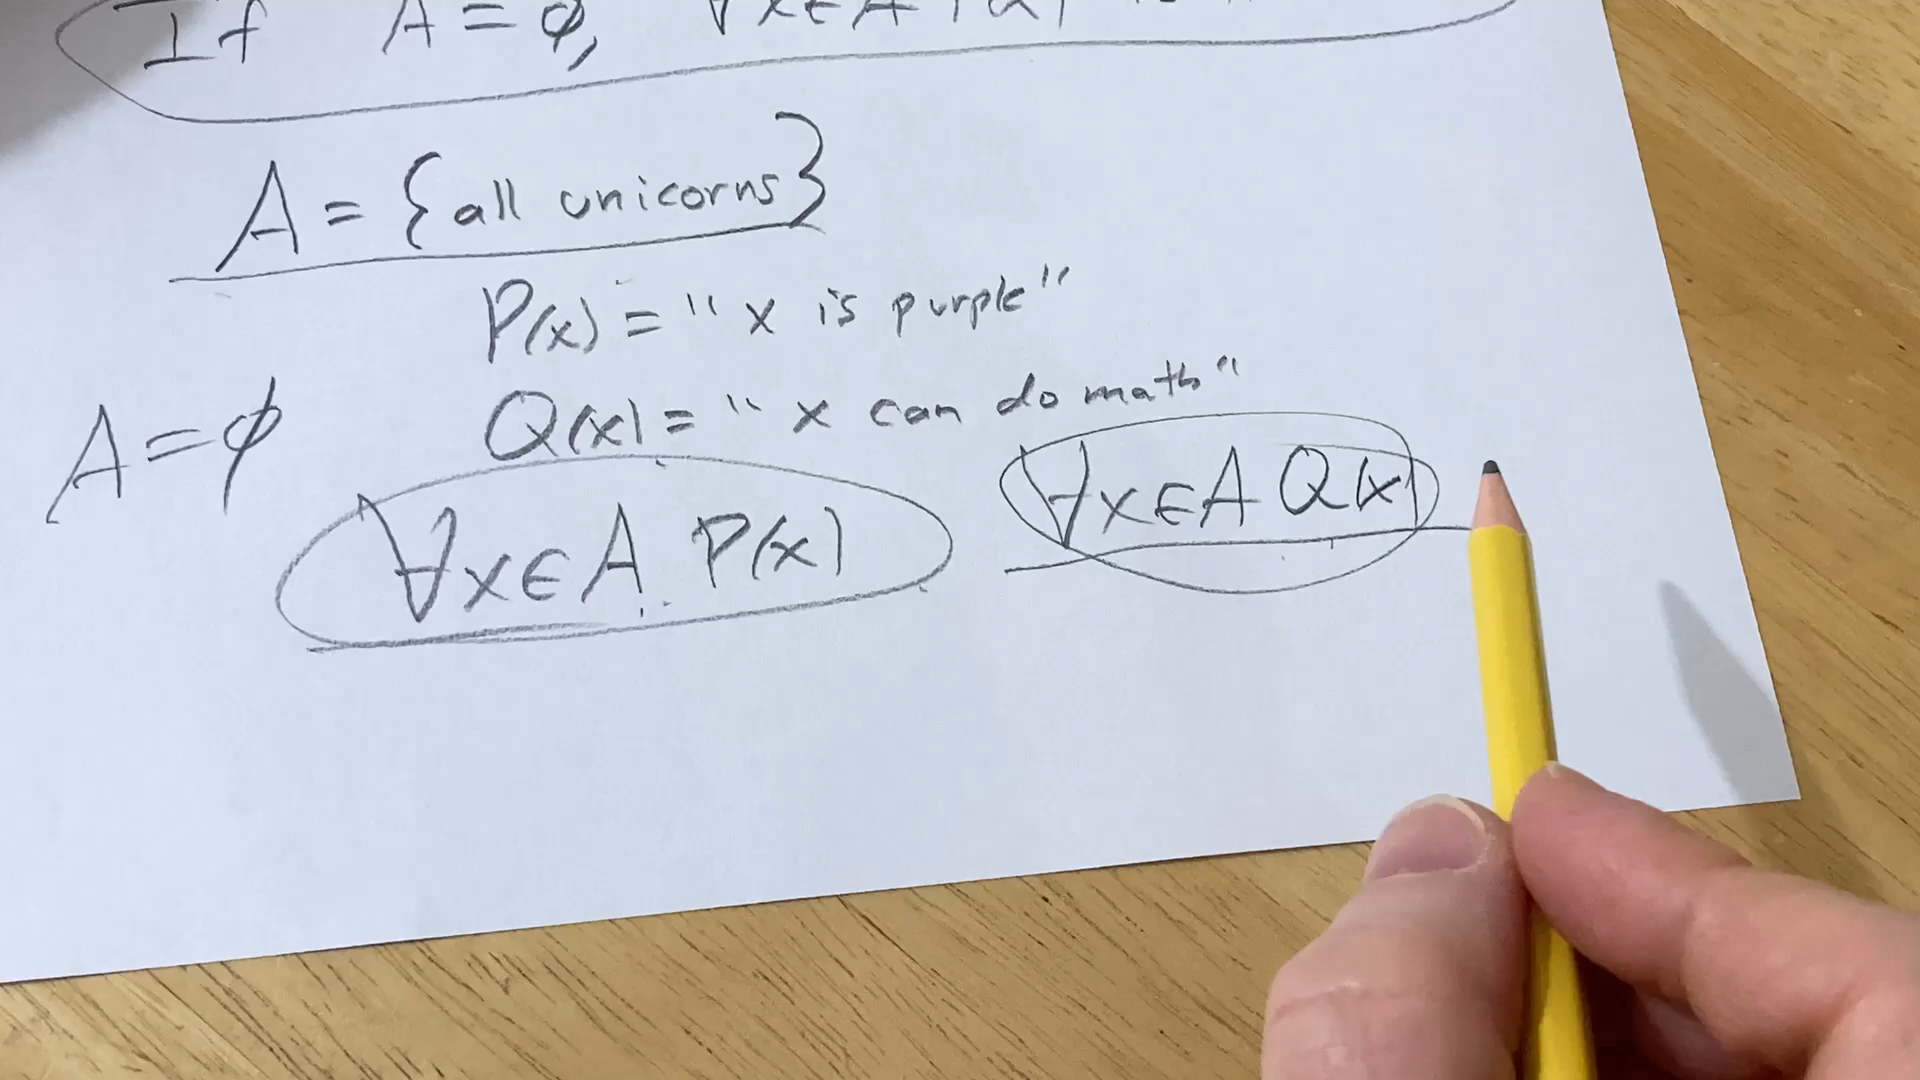 If A = ∅, ∀x∈A
A = {all unicorns}
P(x) = "x is purple"
Q(x) = "x can do math"
A = ∅
∀x∈A P(x)
∀x∈A Q(x)